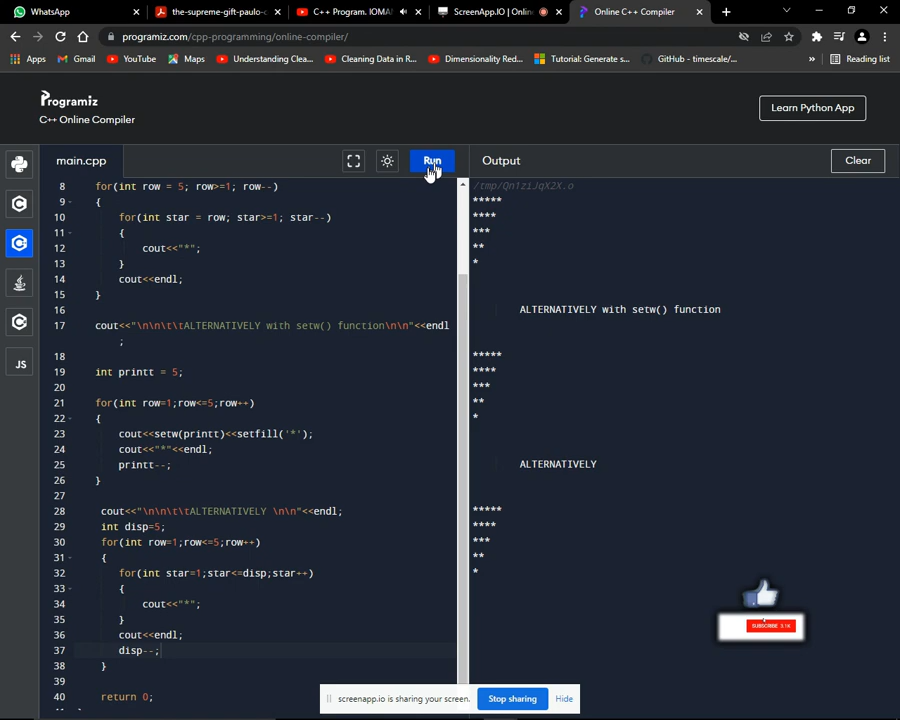 WhatsApp
the-supreme-gift-paulo-c
C++ Program. IOMAN
ScreenApp.IO | Onlin
Online C++ Compiler
programiz.com/cpp-programming/online-compiler/
Apps
Gmail
YouTube
Maps
Understanding Clea...
Cleaning Data in R...
Dimensionality Red...
Tutorial: Generate s...
GitHub - timescale/...
»
Reading list
Programiz
C++ Online Compiler
Learn Python App
main.cpp
Run
Output
Clear
8 for(int row = 5; row>=1; row--)
9 {
10 for(int star = row; star>=1; star--)
11 {
12 cout<<"*";
13 }
14 cout<<endl;
15 }
16
17 cout<<"\n\n\t\tALTERNATIVELY with setw() function\n\n"<<endl
;
18
19 int printt = 5;
20
21 for(int row=1;row<=5;row++)
22 {
23 cout<<setw(printt)<<setfill('*');
24 cout<<"*"<<endl;
25 printt--;
26 }
27
28 cout<<"\n\n\t\tALTERNATIVELY \n\n"<<endl;
29 int disp=5;
30 for(int row=1;row<=5;row++)
31 {
32 for(int star=1;star<=disp;star++)
33 {
34 cout<<"*";
35 }
36 cout<<endl;
37 disp--;
38 }
39
40 return 0;
JS
/tmp/Qn1ziJqX2X.o
*****
****
***
**
*
ALTERNATIVELY with setw() function
*****
****
***
**
*
ALTERNATIVELY
*****
****
***
**
*
SUBSCRIBE 3.1K
screenapp.io is sharing your screen.
Stop sharing
Hide